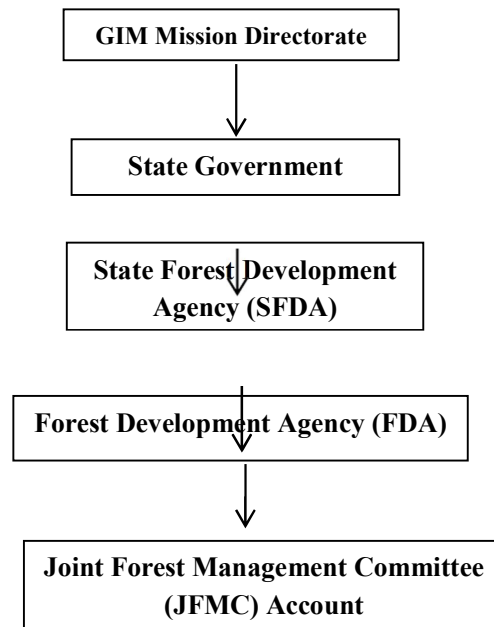 GIM Mission Directorate
State Government
State Forest Development
Agency (SFDA)
Forest Development Agency (FDA)
Joint Forest Management Committee
(JFMC) Account